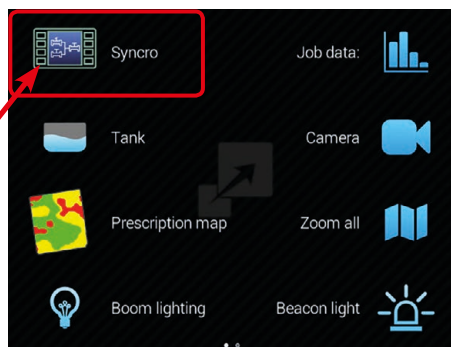 Syncro
Job data:
Tank
Camera
Prescription map
Zoom all
Boom lighting
Beacon light